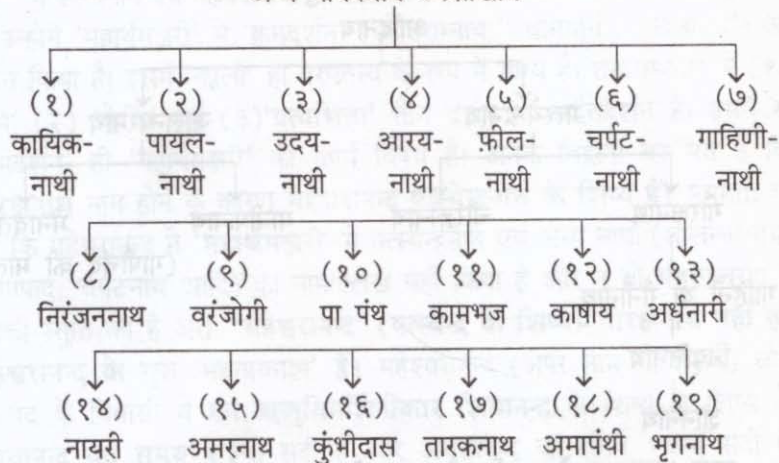 (१) (२) (३) (४) (५) (६) (७)
कायिक- पायल- उदय- आरय- फ़ील- चर्पट- गाहिणी-
नाथी नाथी नाथी नाथी नाथी नाथी नाथी
(८) (९) (१०) (११) (१२) (१३)
निरंजननाथ वरंजोगी पा पंथ कामभज काषाय अर्धनारी
(१४) (१५) (१६) (१७) (१८) (१९)
नायरी अमरनाथ कुंभीदास तारकनाथ अमापंथी भृगनाथ